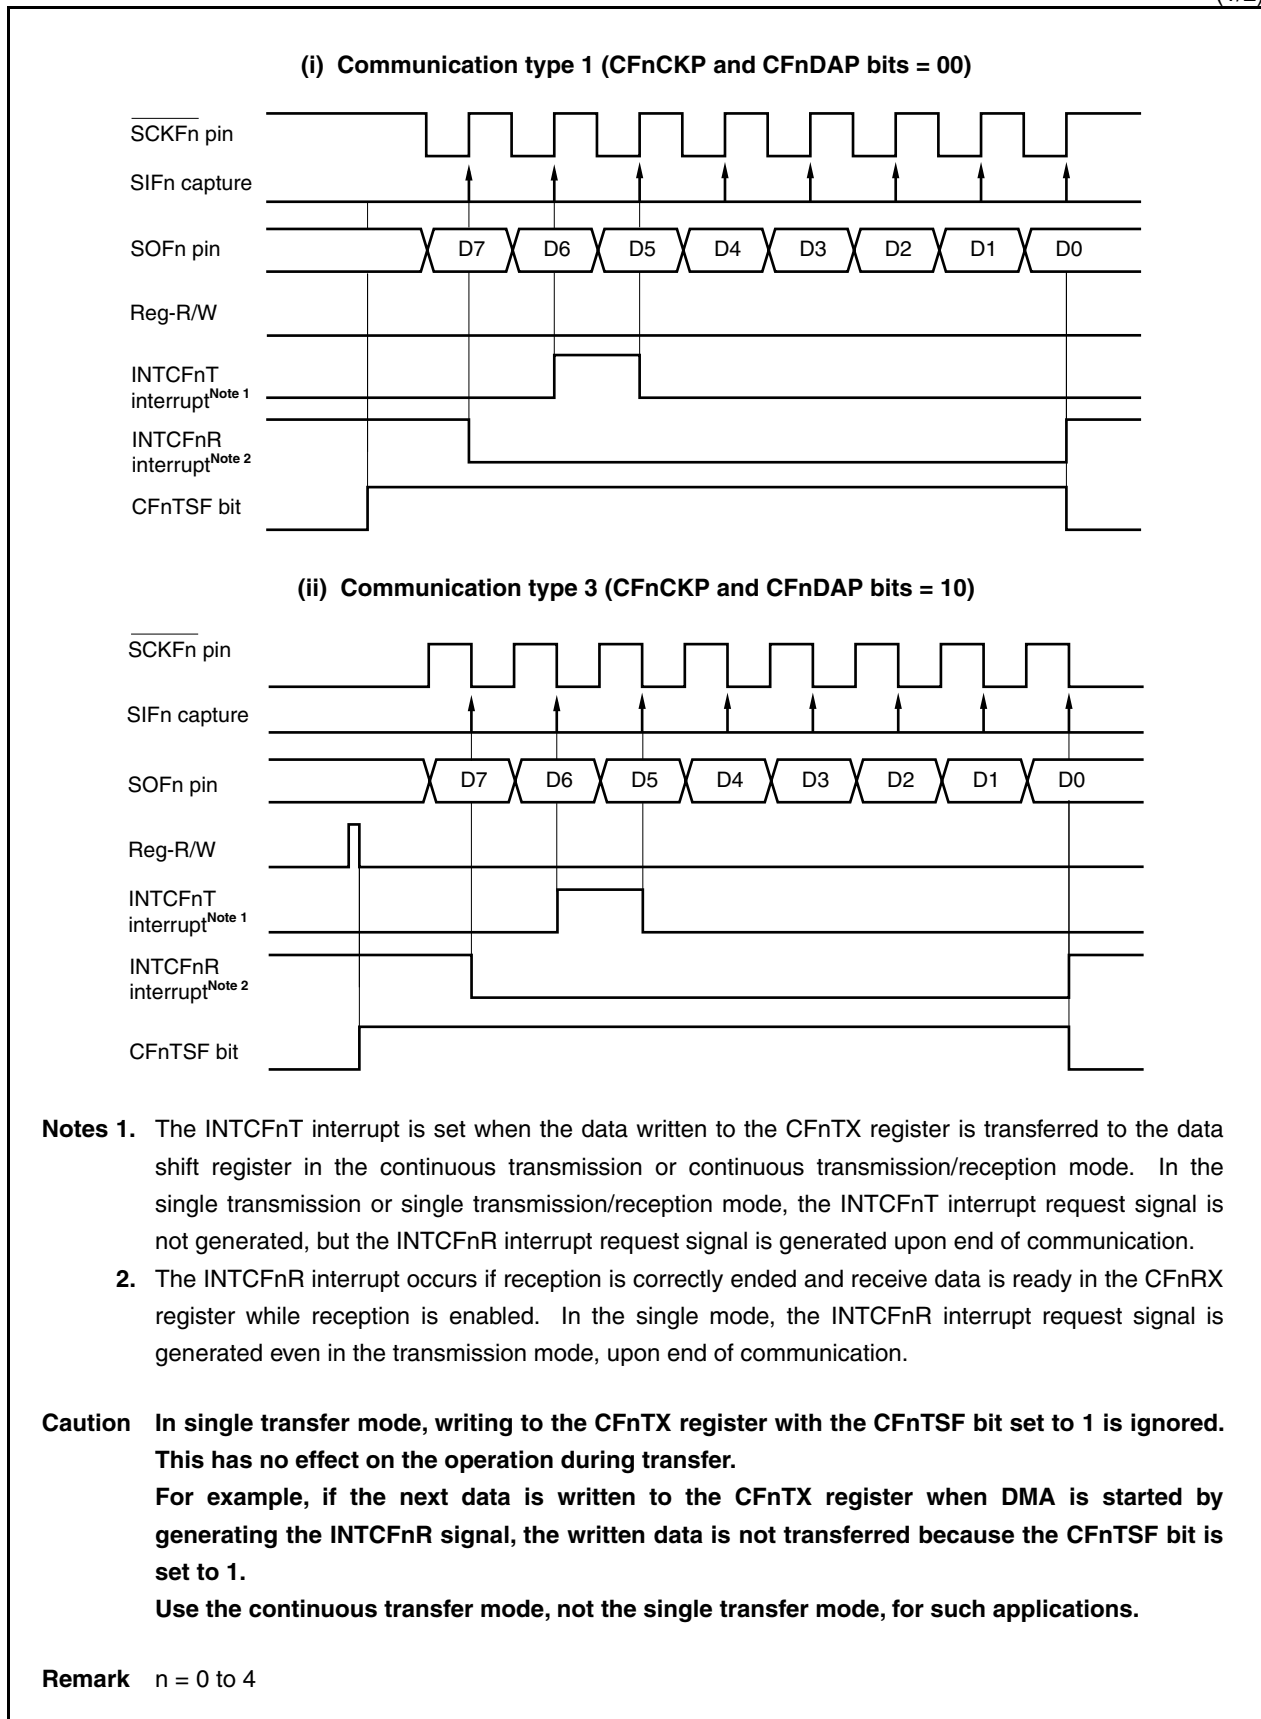 (i) Communication type 1 (CFnCKP and CFnDAP bits = 00)
SCKFn pin
SIFn capture
SOFn pin D7 D6 D5 D4 D3 D2 D1 D0
Reg-R/W
INTCFnT
interrupt Note 1
INTCFnR
interrupt Note 2
CFnTSF bit
(ii) Communication type 3 (CFnCKP and CFnDAP bits = 10)
SCKFn pin
SIFn capture
SOFn pin D7 D6 D5 D4 D3 D2 D1 D0
Reg-R/W
INTCFnT
interrupt Note 1
INTCFnR
interrupt Note 2
CFnTSF bit
Notes 1. The INTCFnT interrupt is set when the data written to the CFnTX register is transferred to the data
shift register in the continuous transmission or continuous transmission/reception mode. In the
single transmission or single transmission/reception mode, the INTCFnT interrupt request signal is
not generated, but the INTCFnR interrupt request signal is generated upon end of communication.
2. The INTCFnR interrupt occurs if reception is correctly ended and receive data is ready in the CFnRX
register while reception is enabled. In the single mode, the INTCFnR interrupt request signal is
generated even in the transmission mode, upon end of communication.
Caution In single transfer mode, writing to the CFnTX register with the CFnTSF bit set to 1 is ignored.
This has no effect on the operation during transfer.
For example, if the next data is written to the CFnTX register when DMA is started by
generating the INTCFnR signal, the written data is not transferred because the CFnTSF bit is
set to 1.
Use the continuous transfer mode, not the single transfer mode, for such applications.
Remark n = 0 to 4